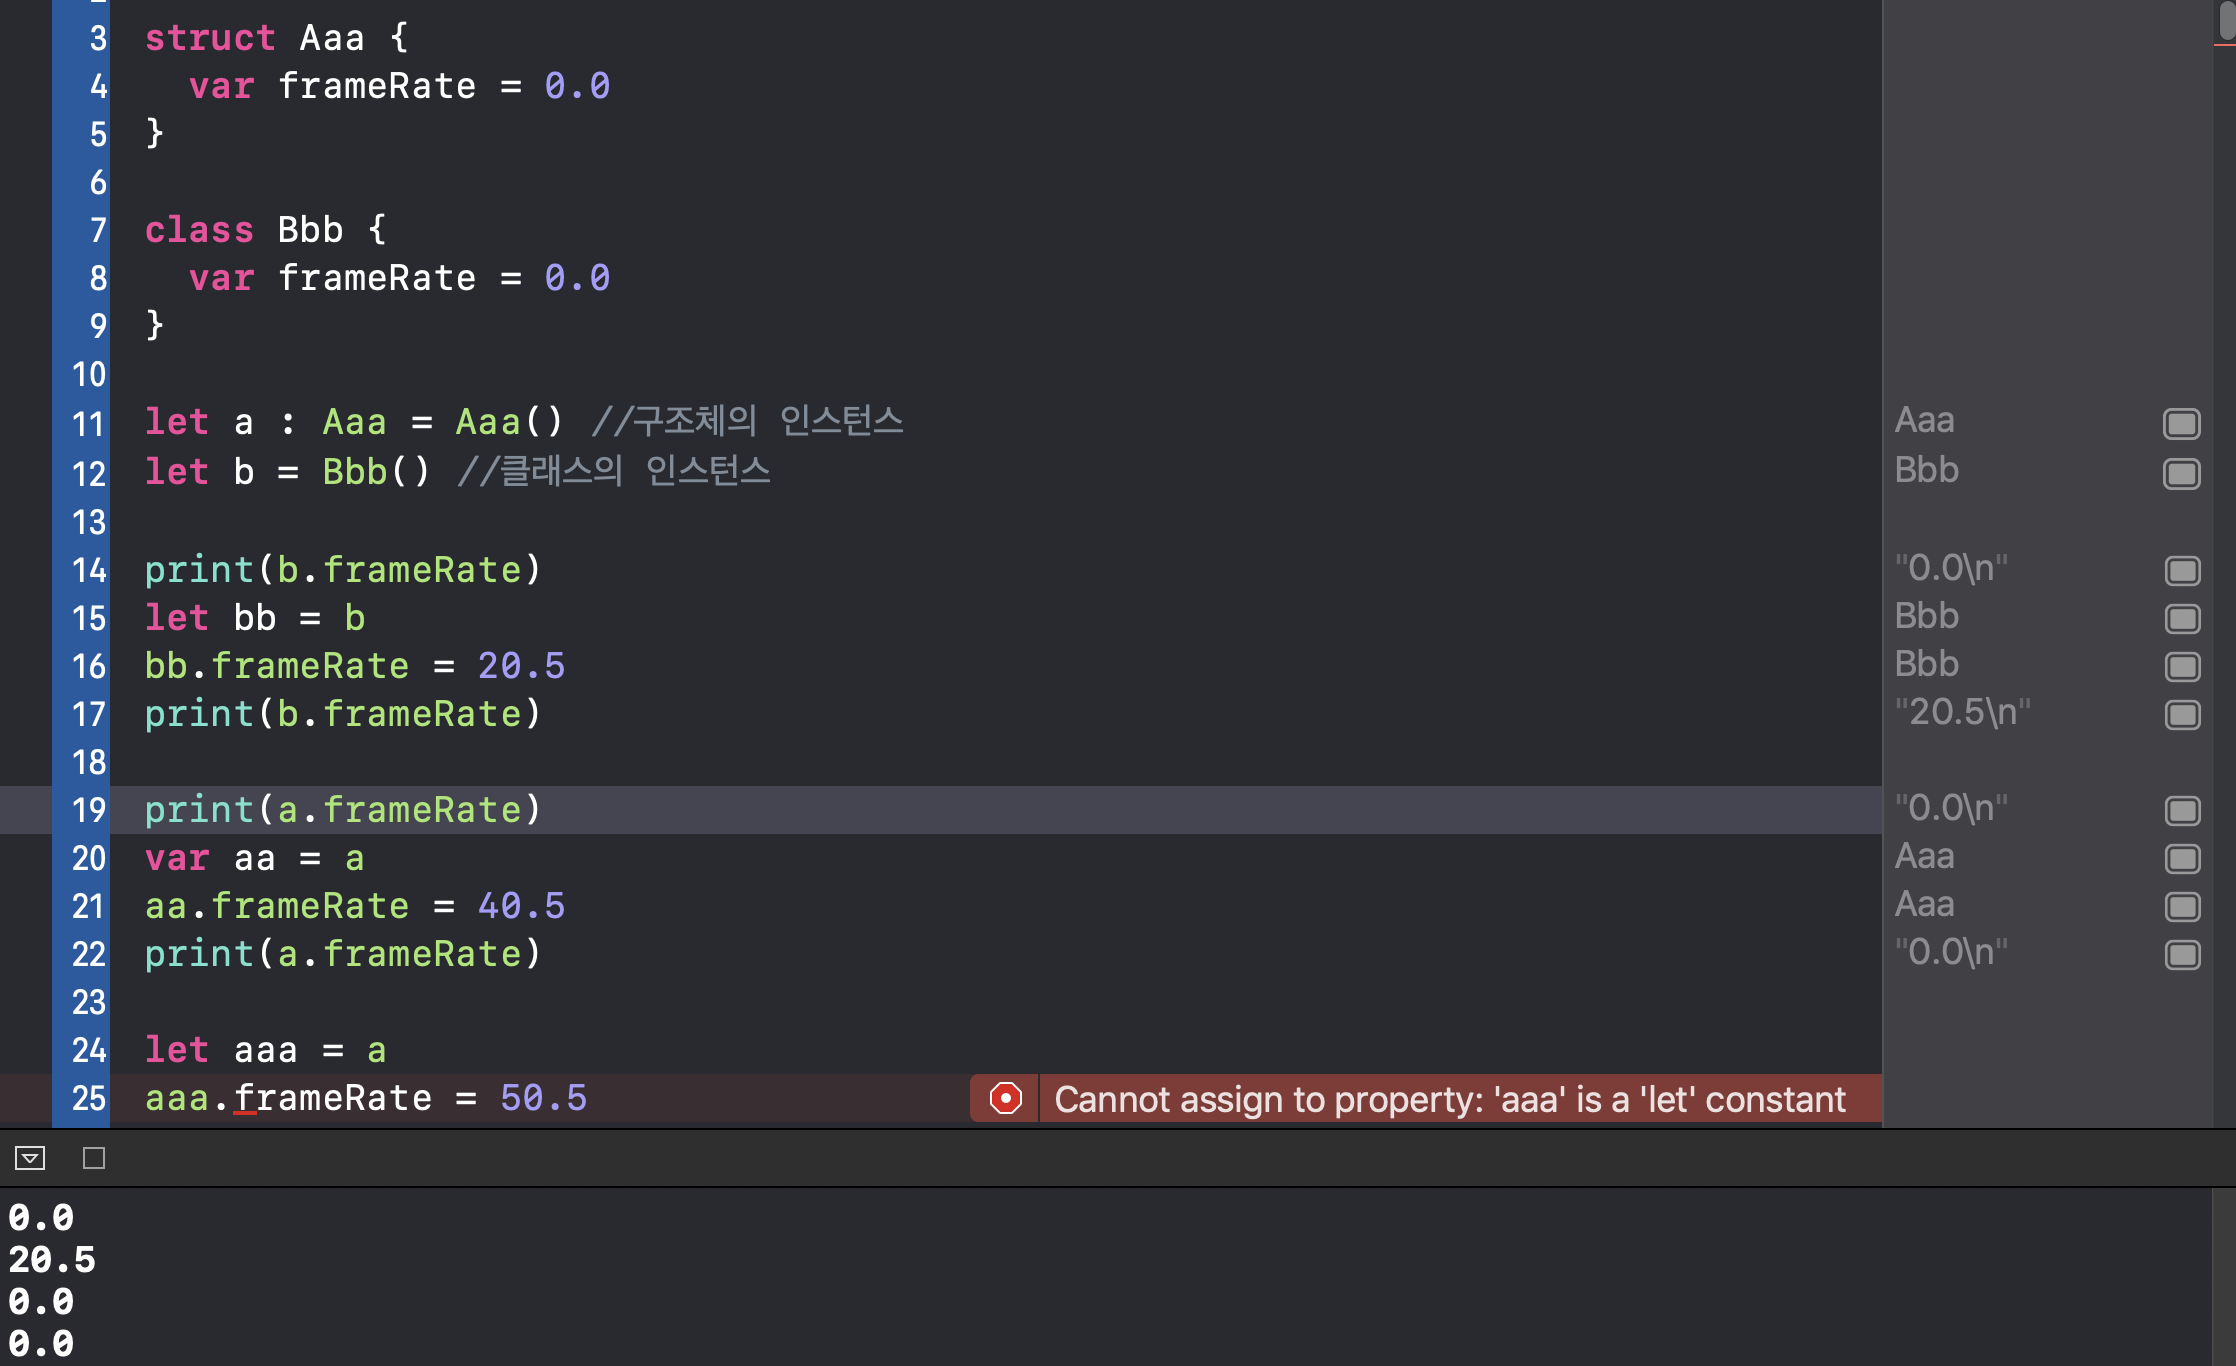 3 struct Aaa {
4 var frameRate = 0.0
5 }
6
7 class Bbb {
8 var frameRate = 0.0
9 }
10
11 let a : Aaa = Aaa() //구조체의 인스턴스 Aaa
12 let b = Bbb() //클래스의 인스턴스 Bbb
13
14 print(b.frameRate) "0.0\n"
15 let bb = b Bbb
16 bb.frameRate = 20.5 Bbb
17 print(b.frameRate) "20.5\n"
18
19 print(a.frameRate) "0.0\n"
20 var aa = a Aaa
21 aa.frameRate = 40.5 Aaa
22 print(a.frameRate) "0.0\n"
23
24 let aaa = a
25 aaa.frameRate = 50.5 Cannot assign to property: 'aaa' is a 'let' constant
0.0
20.5
0.0
0.0